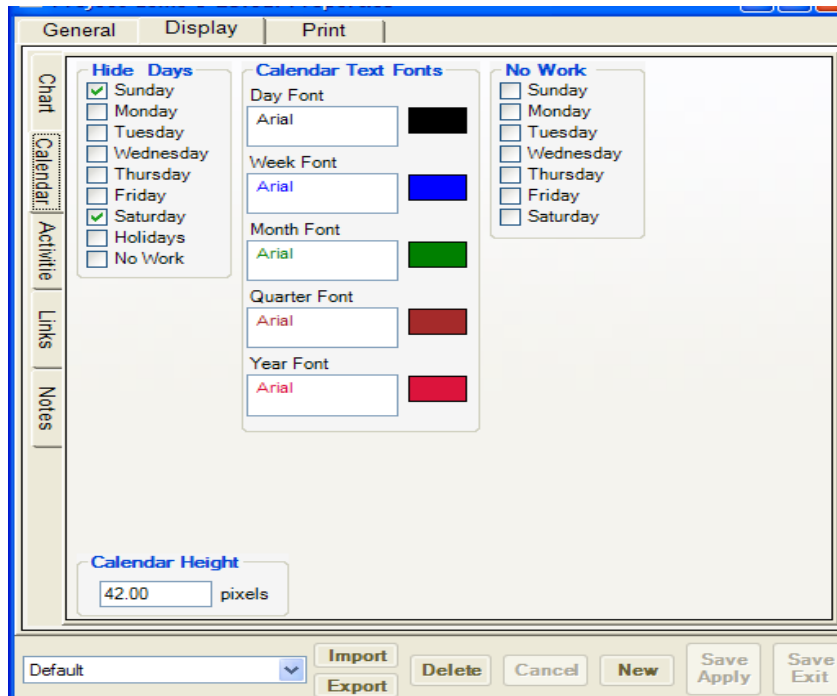 General Display Print
Chart
Calendar
Activitie
Links
Notes
Hide Days
Sunday
Monday
Tuesday
Wednesday
Thursday
Friday
Saturday
Holidays
No Work
Calendar Text Fonts
Day Font
Arial
Week Font
Arial
Month Font
Arial
Quarter Font
Arial
Year Font
Arial
No Work
Sunday
Monday
Tuesday
Wednesday
Thursday
Friday
Saturday
Calendar Height
42.00 pixels
Default
Import
Export
Delete
Cancel
New
Save
Apply
Save
Exit